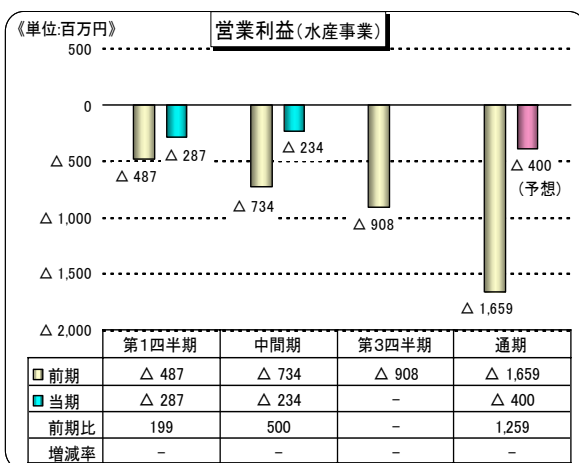 《単位:百万円》
営業利益(水産事業)
500
0
△ 500
△ 1,000
△ 1,500
△ 2,000
△ 487
△ 287
△ 734
△ 234
△ 908
△ 1,659
△ 400
(予想)
第1四半期 中間期 第3四半期 通期
前期 △ 487 △ 734 △ 908 △ 1,659
当期 △ 287 △ 234 - △ 400
前期比 199 500 - 1,259
増減率 - - - -